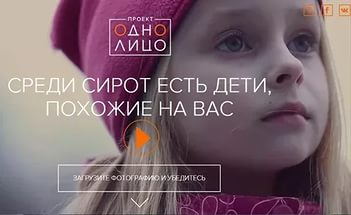 ПРОЕКТ
ОДНО
ЛИЦО
СРЕДИ СИРОТ ЕСТЬ ДЕТИ,
ПОХОЖИЕ НА ВАС
ЗАГРУЗИТЕ ФОТОГРАФИЮ И УБЕДИТЕСЬ